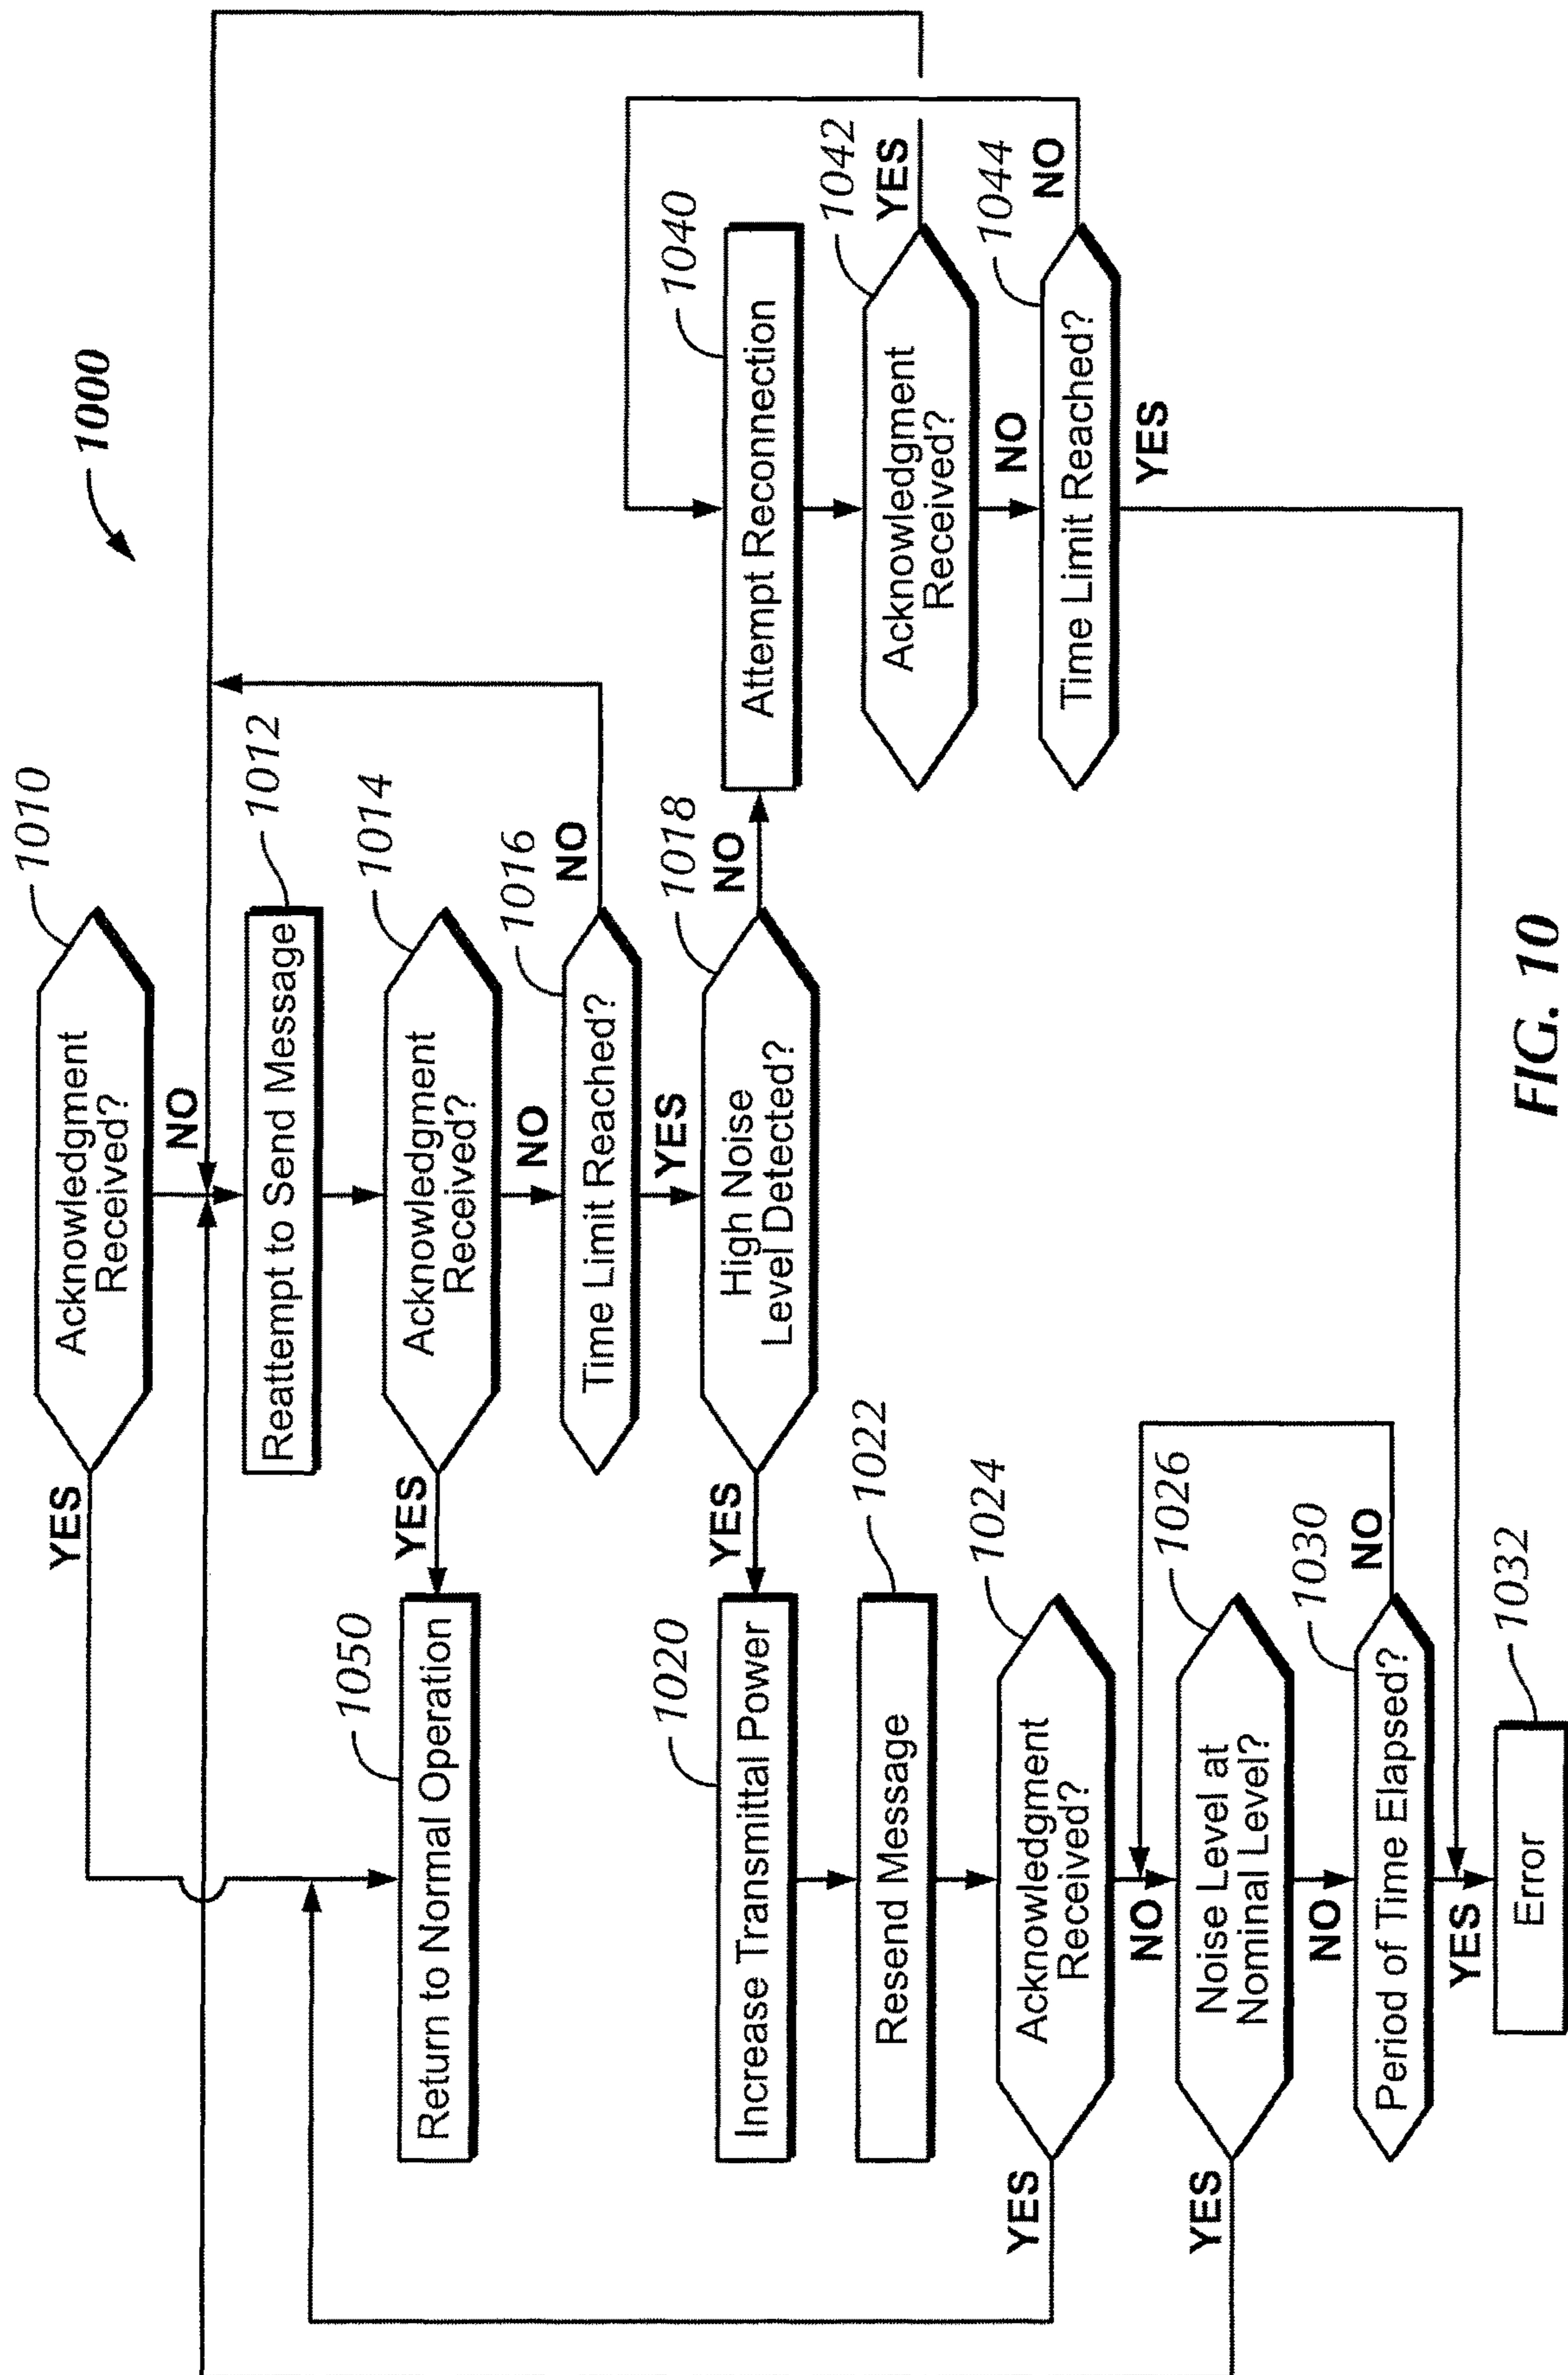 1000
1010
Acknowledgment
Received?
YES
NO
1012
Reattempt to Send Message
1014
Acknowledgment
Received?
YES
NO
1050
Return to Normal Operation
1016
Time Limit Reached?
NO
YES
1018
High Noise
Level Detected?
YES
NO
1020
Increase Transmittal Power
1022
Resend Message
1024
Acknowledgment
Received?
YES
NO
1026
Noise Level at
Nominal Level?
YES
NO
1030
Period of Time Elapsed?
NO
YES
1032
Error
1040
Attempt Reconnection
1042
Acknowledgment
Received?
YES
NO
1044
Time Limit Reached?
NO
YES
FIG. 10